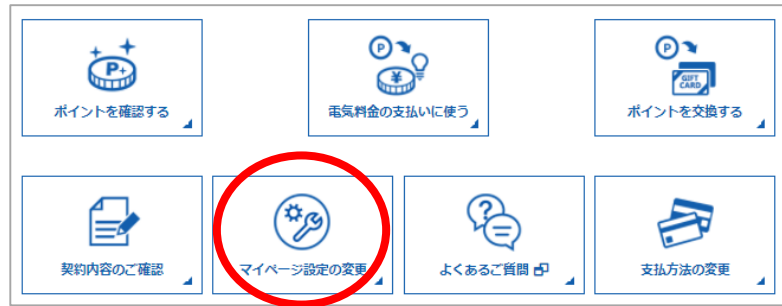 P+
P
¥
P
GIFT
CARD
ポイントを確認する
電気料金の支払いに使う
ポイントを交換する
?
契約内容のご確認
マイページ設定の変更
よくあるご質問
支払方法の変更